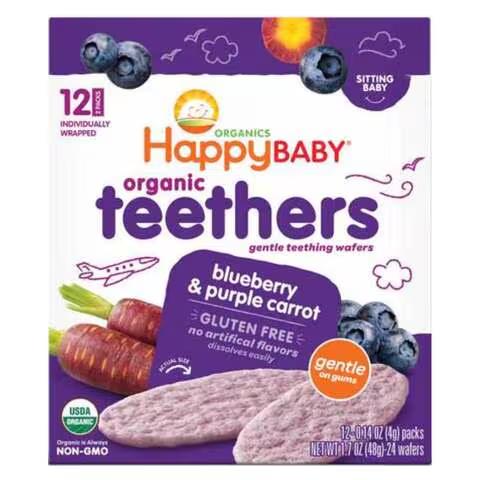 SITTING
BABY
12
2 PACKS
INDIVIDUALLY
WRAPPED
ORGANICS
HappyBABY®
organic
teethers
gentle teething wafers
blueberry
& purple carrot
GLUTEN FREE
no artifical flavors
dissolves easily
ACTUAL SIZE
gentle
on gums
USDA
ORGANIC
Organic is Always
NON-GMO
12-0.14 OZ (4g) packs
NET WT 1.7 OZ (48g)-24 wafers